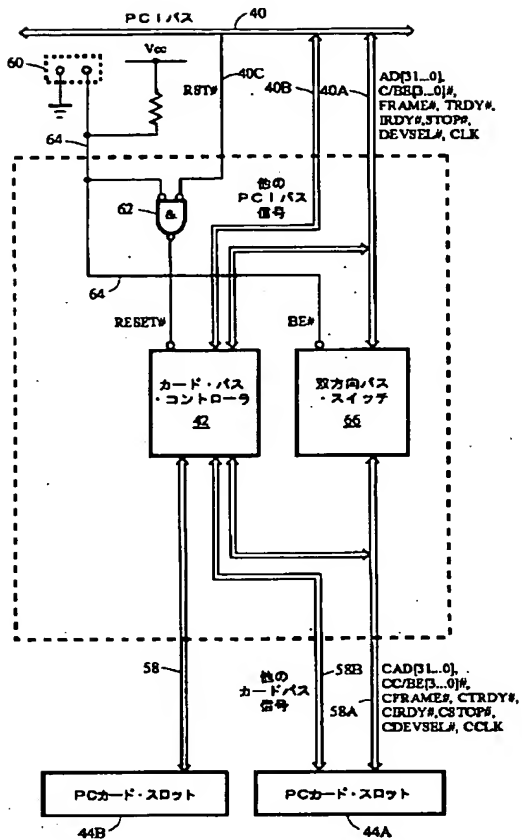 PCIバス
40
60
Vcc
RST#
40C
40B
40A
AD[31...0],
C/BE[3...0]#,
FRAME#, TRDY#,
IRDY#,STOP#,
DEVSEL#, CLK
64
62
&
他の
PCIバス
信号
64
RESET#
BE#
カード・バス
・コントローラ
42
双方向バス
・スイッチ
66
58
他の
カードバス
信号
58B
58A
CAD[31...0],
CC/BE[3...0]#,
CFRAME#, CTRDY#,
CIRDY#,CSTOP#,
CDEVSEL#, CCLK
PCカード・スロット
44B
PCカード・スロット
44A